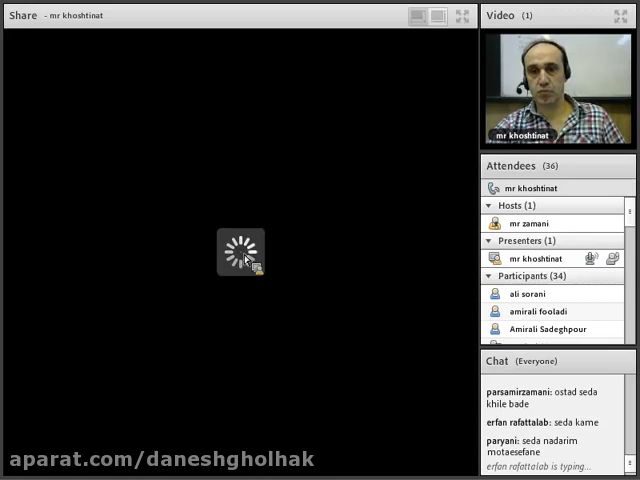 Share - mr khoshtinat
Video (1)
mr khoshtinat
Attendees (36)
mr khoshtinat
Hosts (1)
mr zamani
Presenters (1)
mr khoshtinat
Participants (34)
ali sorani
amirali fooladi
Amirali Sadeghpour
Chat (Everyone)
parsamirzamani: ostad seda
khile bade
erfan rafattalab: seda kame
paryani: seda nadarim
motaesefane
erfan rafattalab is typing...
aparat.com/daneshgholhak